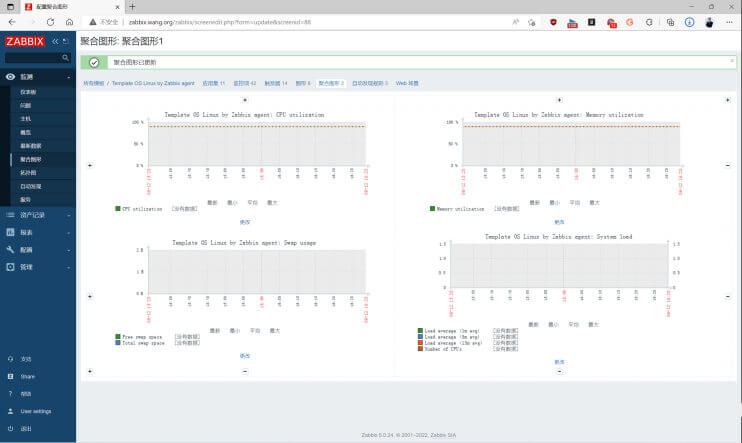 配置聚合图形
不安全 | zabbix.wang.org/zabbix/screenedit.php?form=update&screenid=88
ZABBIX
聚合图形: 聚合图形1
聚合图形已更新
所有模板 / Template OS Linux by Zabbix agent 应用集 11 监控项 42 触发器 14 图形 8 聚合图形 2 自动发现规则 3 Web 场景
监测
仪表板
问题
主机
概览
最新数据
聚合图形
拓扑图
自动发现
服务
资产记录
报表
配置
管理
支持
Share
帮助
User settings
退出
Template OS Linux by Zabbix agent: CPU utilization
100 %
50 %
0 %
最新 最小 平均 最大
CPU utilization [没有数据]
更改
Template OS Linux by Zabbix agent: Memory utilization
100 %
50 %
0 %
最新 最小 平均 最大
Memory utilization [没有数据]
更改
Template OS Linux by Zabbix agent: Swap usage
2 B
1 B
0 B
最新 最小 平均 最大
Free swap space [没有数据]
Total swap space [没有数据]
更改
Template OS Linux by Zabbix agent: System load
1.5 1.5
1.0 1.0
0.5 0.5
0 0
最新 最小 平均 最大
Load average (1m avg) [没有数据]
Load average (5m avg) [没有数据]
Load average (15m avg) [没有数据]
Number of CPUs [没有数据]
更改
Zabbix 5.0.24. © 2001–2022, Zabbix SIA